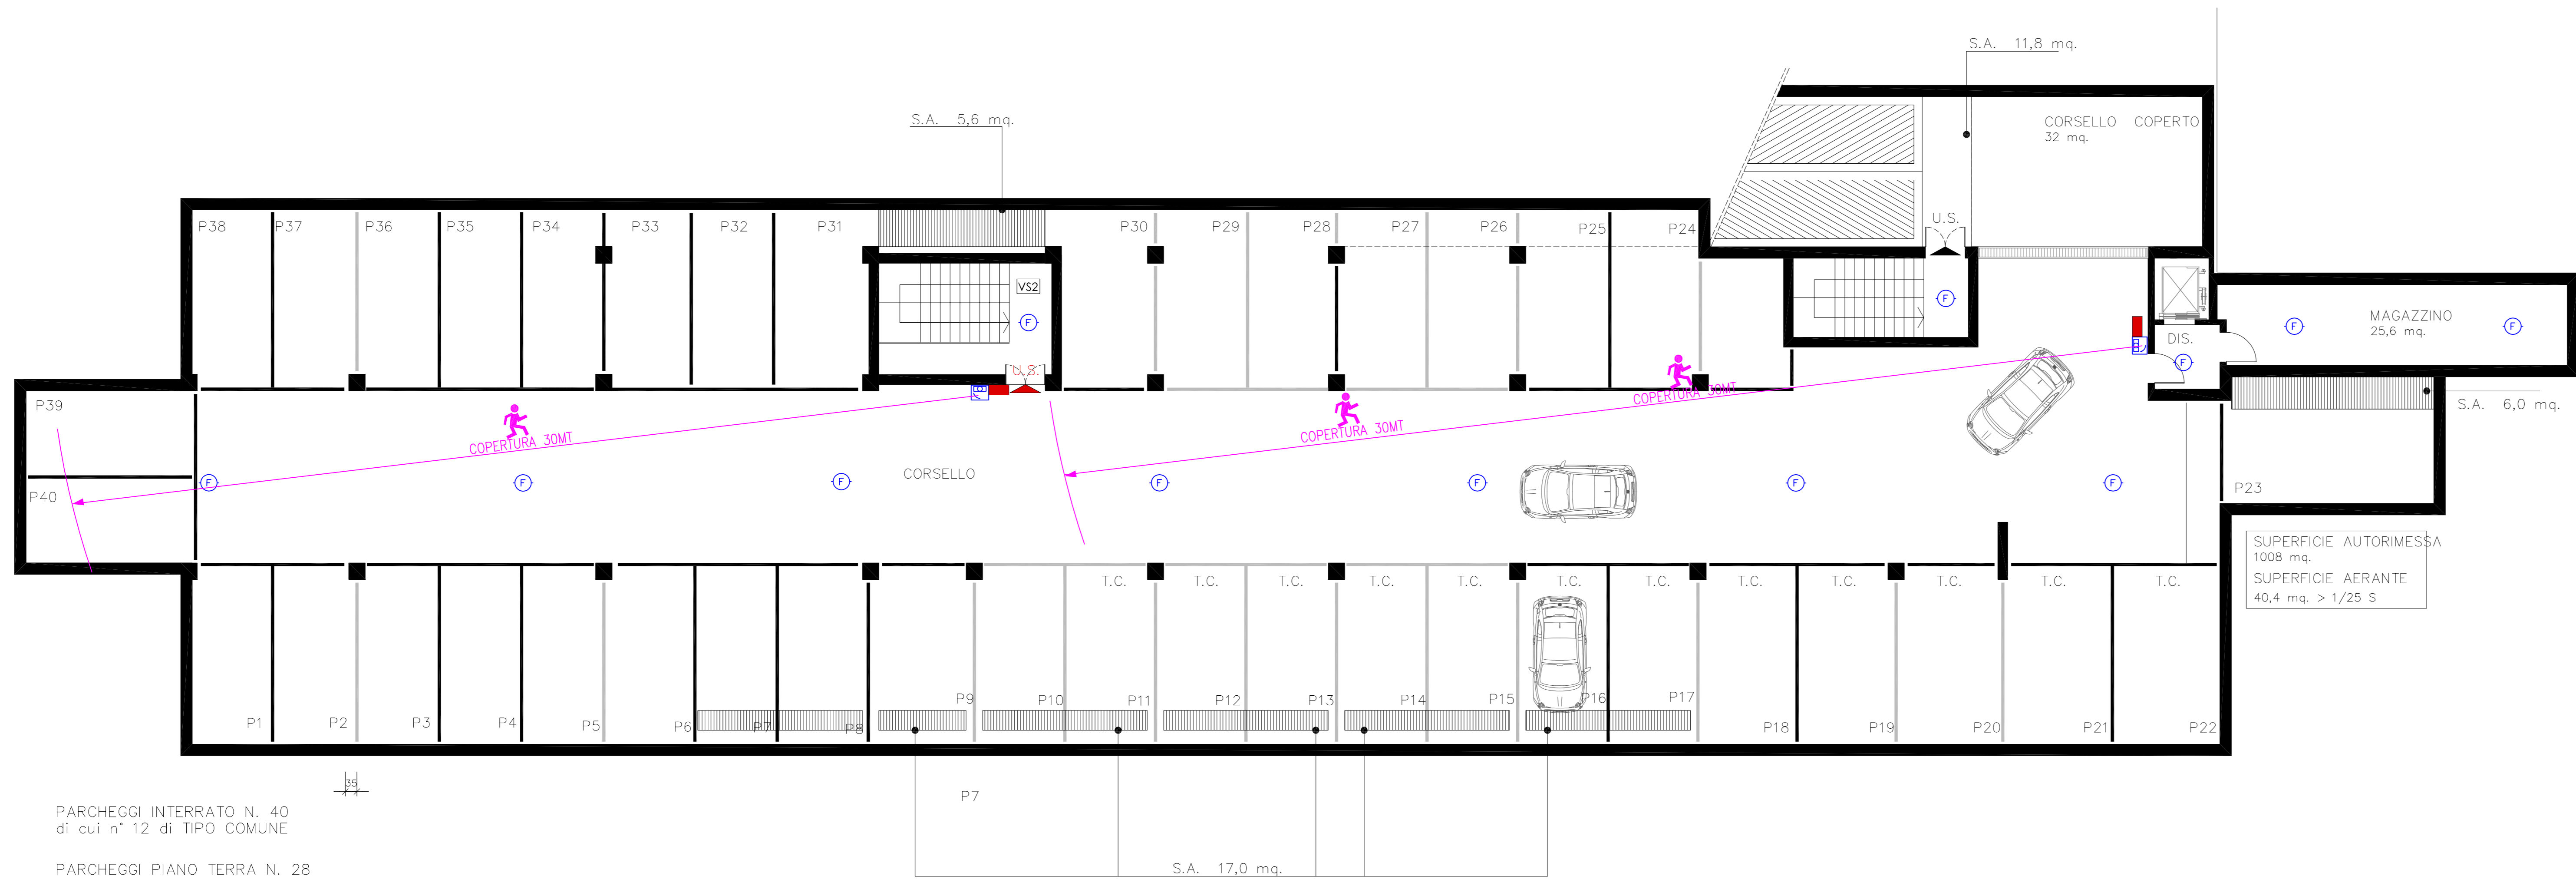 S.A. 11,8 mq.
S.A. 5,6 mq.
CORSELLO COPERTO
32 mq.
U.S.
P38
P37
P36
P35
P34
P33
P32
P31
P30
P29
P28
P27
P26
P25
P24
VS2
F
F
MAGAZZINO
25,6 mq.
F
F
DIS.
F
U.S.
P39
COPERTURA 30MT
COPERTURA 30MT
COPERTURA 30MT
S.A. 6,0 mq.
CORSELLO
P40
F
F
F
F
F
F
F
P23
SUPERFICIE AUTORIMESSA
1008 mq.
SUPERFICIE AERANTE
40,4 mq. > 1/25 S
T.C.
T.C.
T.C.
T.C.
T.C.
T.C.
T.C.
T.C.
T.C.
T.C.
T.C.
T.C.
P1
P2
P3
P4
P5
P6
P7
P8
P9
P10
P11
P12
P13
P14
P15
P16
P17
P18
P19
P20
P21
P22
35
P7
PARCHEGGI INTERRATO N. 40
di cui n° 12 di TIPO COMUNE
PARCHEGGI PIANO TERRA N. 28
S.A. 17,0 mq.